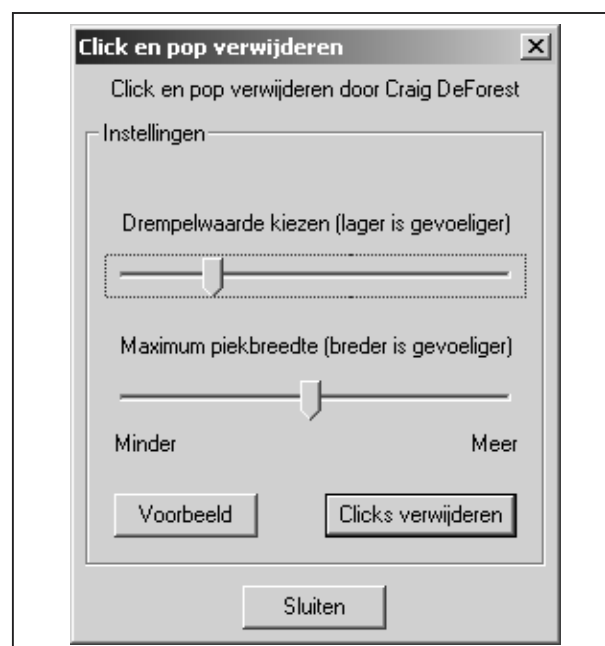 Click en pop verwijderen
Click en pop verwijderen door Craig DeForest
Instellingen
Drempelwaarde kiezen (lager is gevoeliger)
Maximum piekbreedte (breder is gevoeliger)
Minder Meer
Voorbeeld Clicks verwijderen
Sluiten